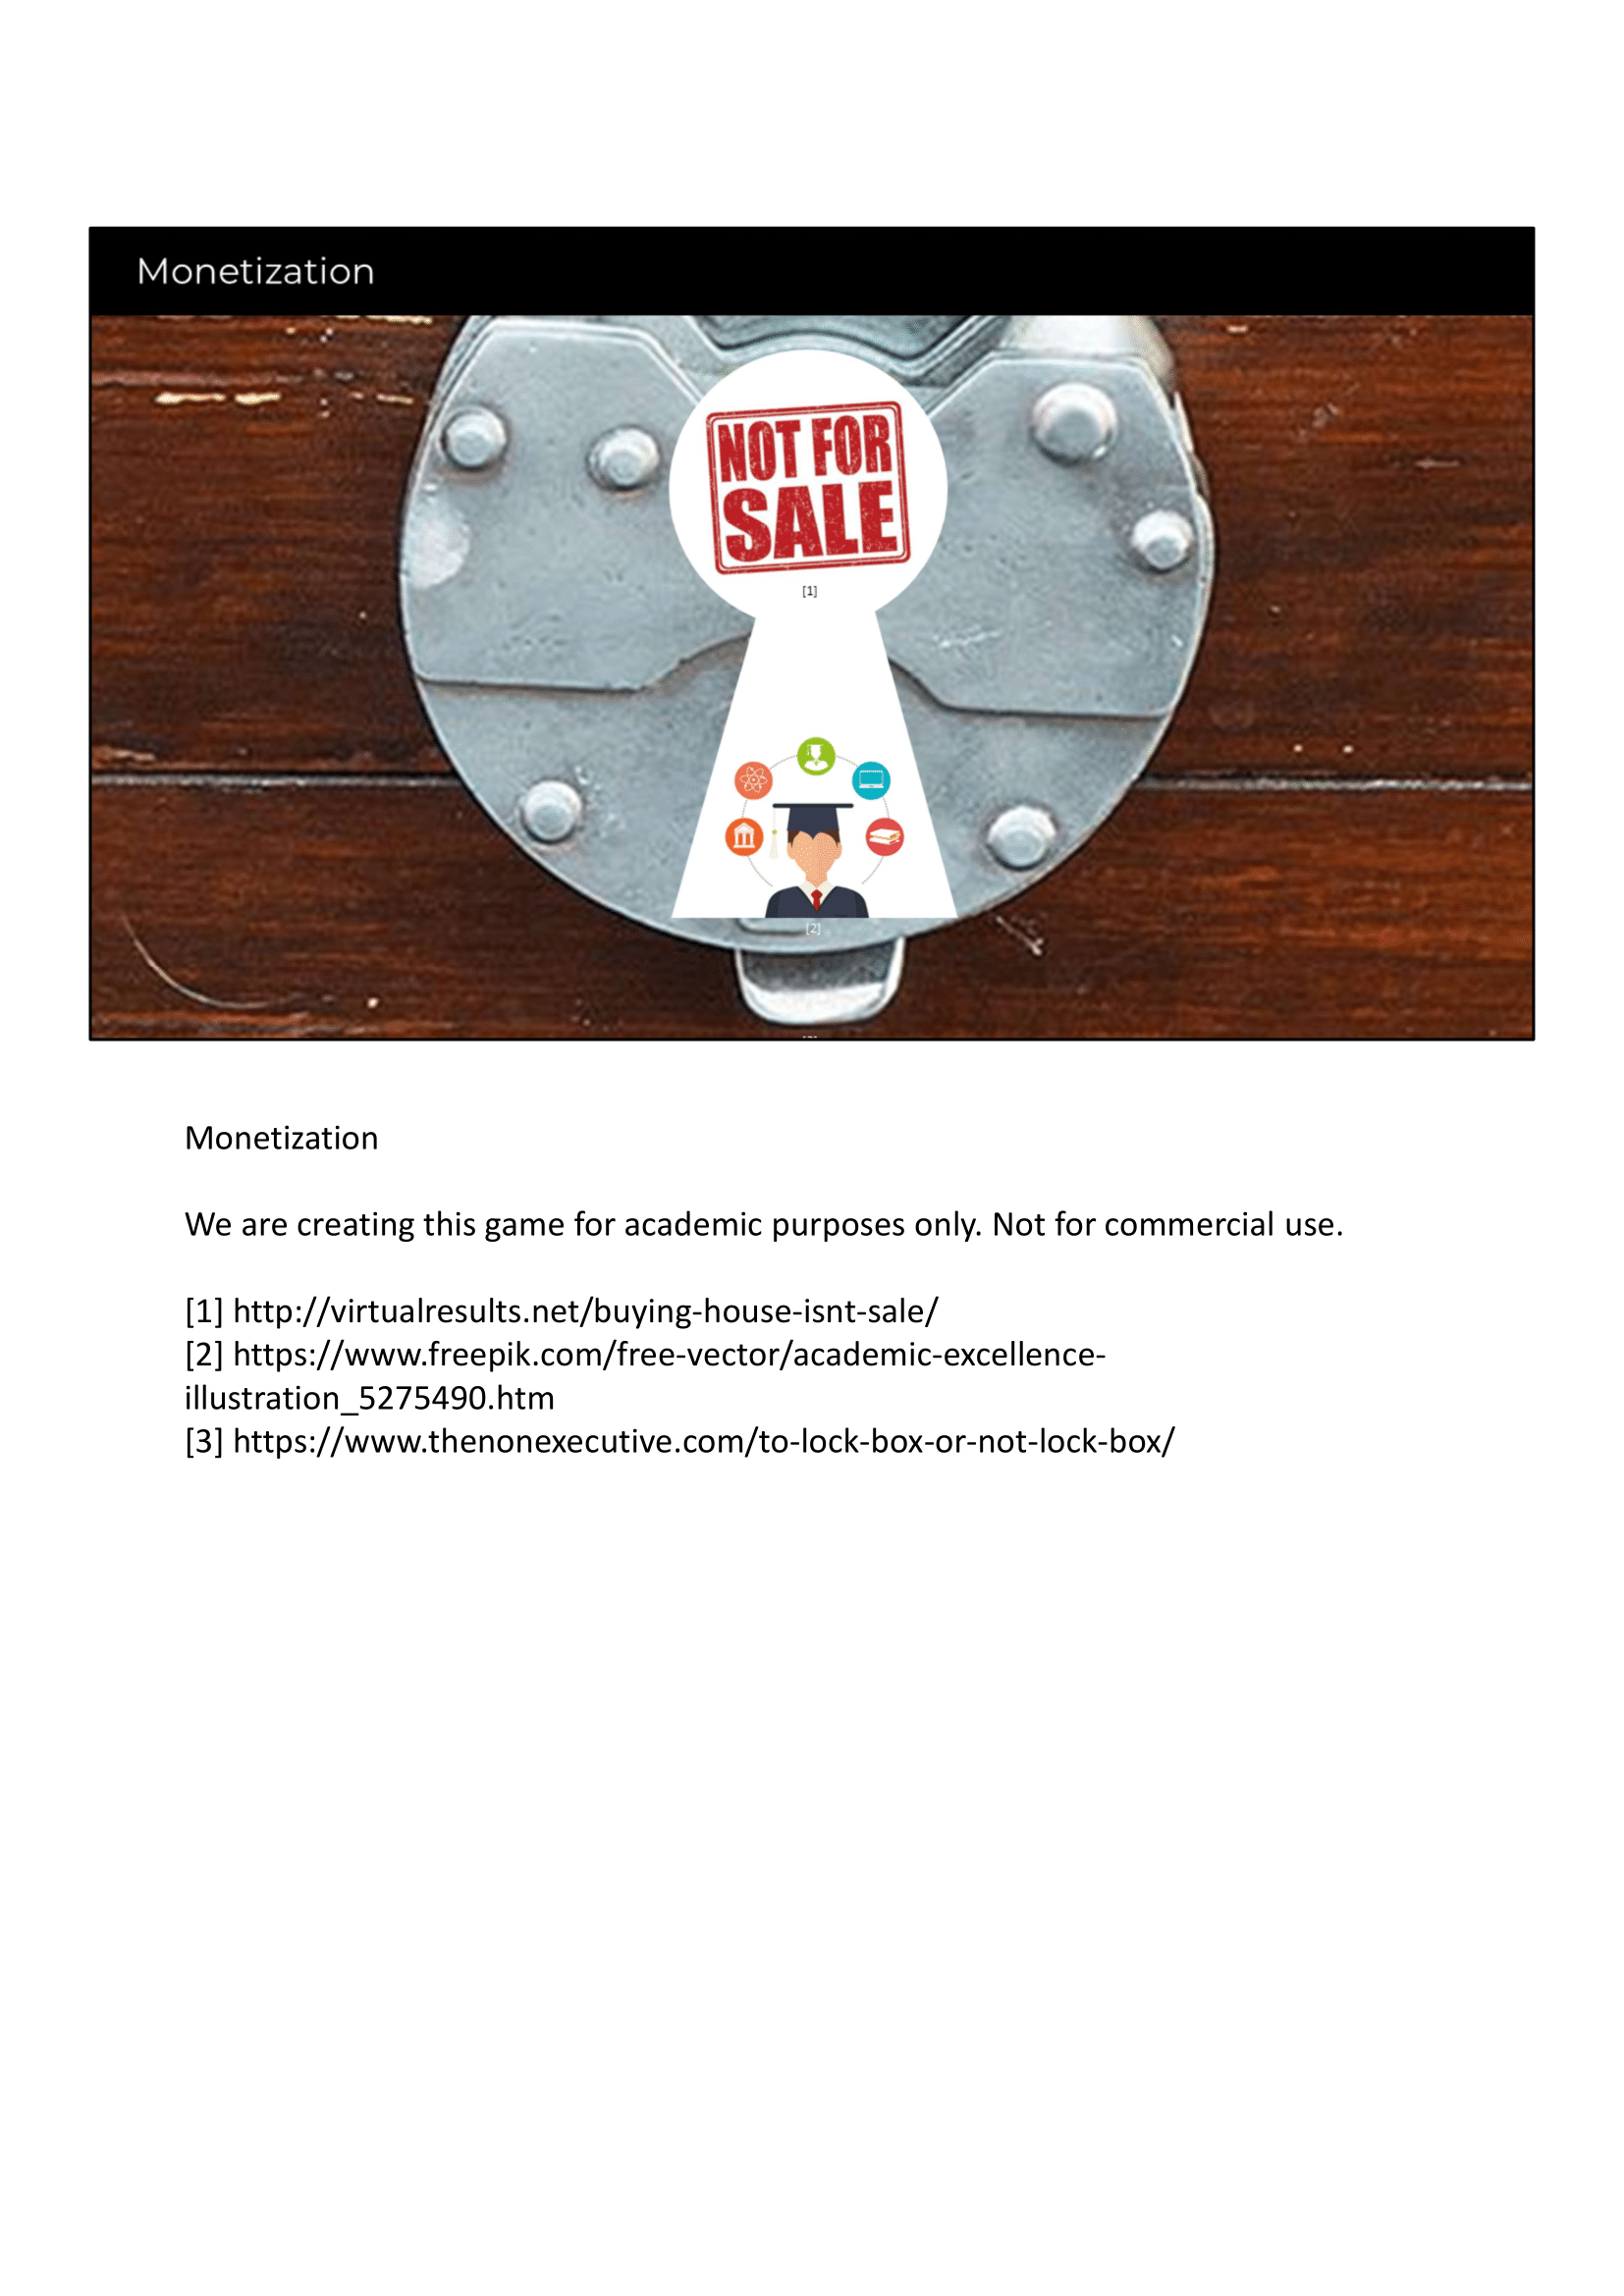 Monetization
NOT FOR
SALE
[1]
[2]
Monetization
We are creating this game for academic purposes only. Not for commercial use.
[1] http://virtualresults.net/buying-house-isnt-sale/
[2] https://www.freepik.com/free-vector/academic-excellence-
illustration_5275490.htm
[3] https://www.thenonexecutive.com/to-lock-box-or-not-lock-box/